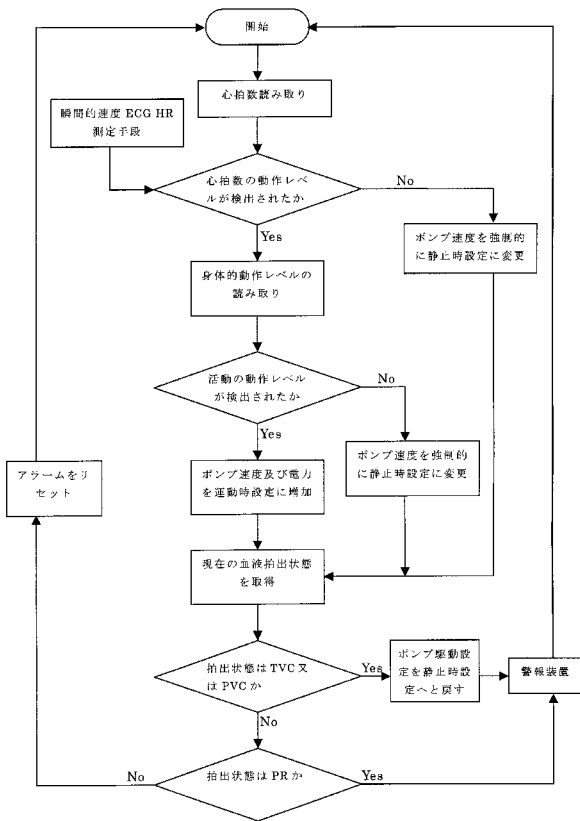 開始
心拍数読み取り
瞬間的速度 ECG HR
測定手段
心拍数の動作レベ
ルが検出されたか
No
Yes
ポンプ速度を強制的
に静止時設定に変更
身体的動作レベルの
読み取り
活動の動作レベル
が検出されたか
No
Yes
ポンプ速度を強制的
に静止時設定に変更
ポンプ速度及び電力
を運動時設定に増加
アラームをリ
セット
現在の血液拍出状態
を取得
拍出状態は TVC 又
は PVC か
Yes
ポンプ駆動設
定を静止時設
定へと戻す
警報装置
No
拍出状態は PR か
No
Yes